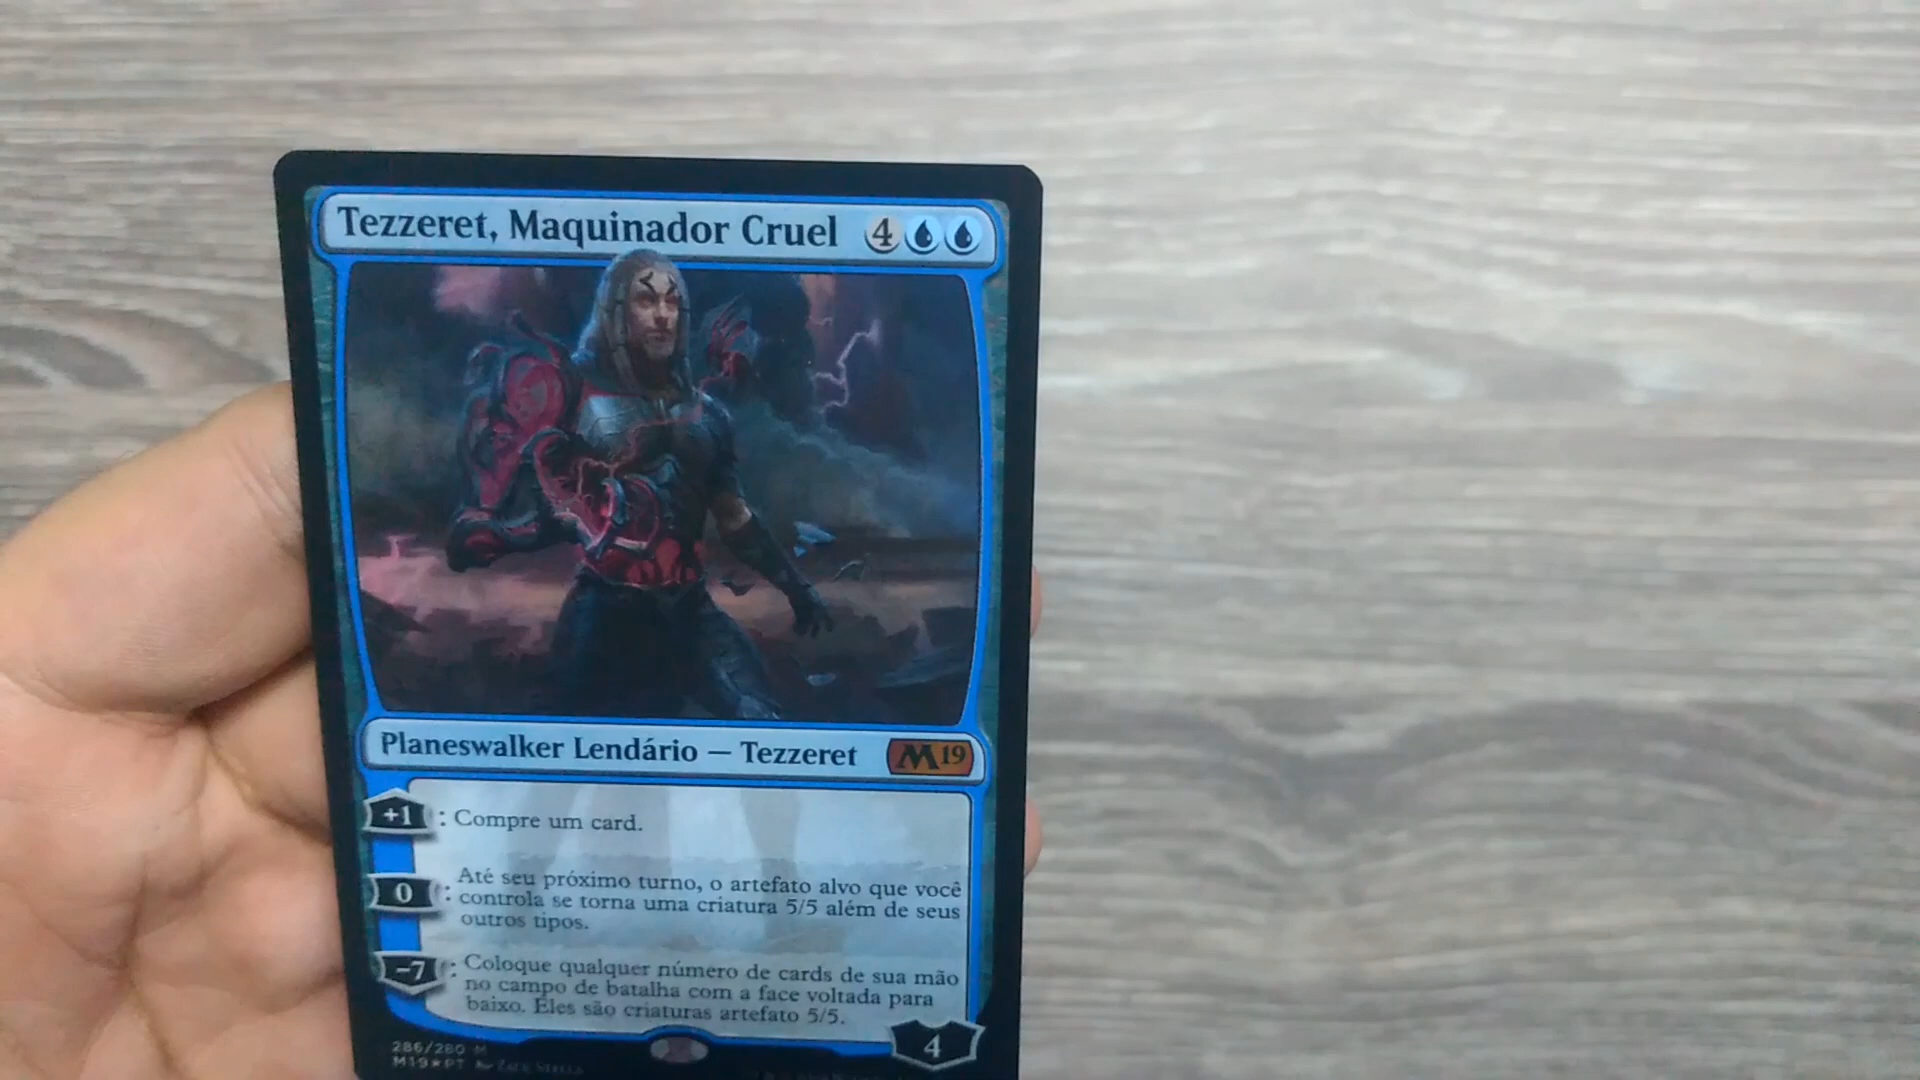 Tezzeret, Maquinador Cruel 4
Planeswalker Lendário — Tezzeret M19
+1 : Compre um card.
0 : Até seu próximo turno, o artefato alvo que você
controla se torna uma criatura 5/5 além de seus
outros tipos.
-7 : Coloque qualquer número de cards de sua mão
no campo de batalha com a face voltada para
baixo. Eles são criaturas artefato 5/5.
4
286/280 M
M19★PT Zack Stella